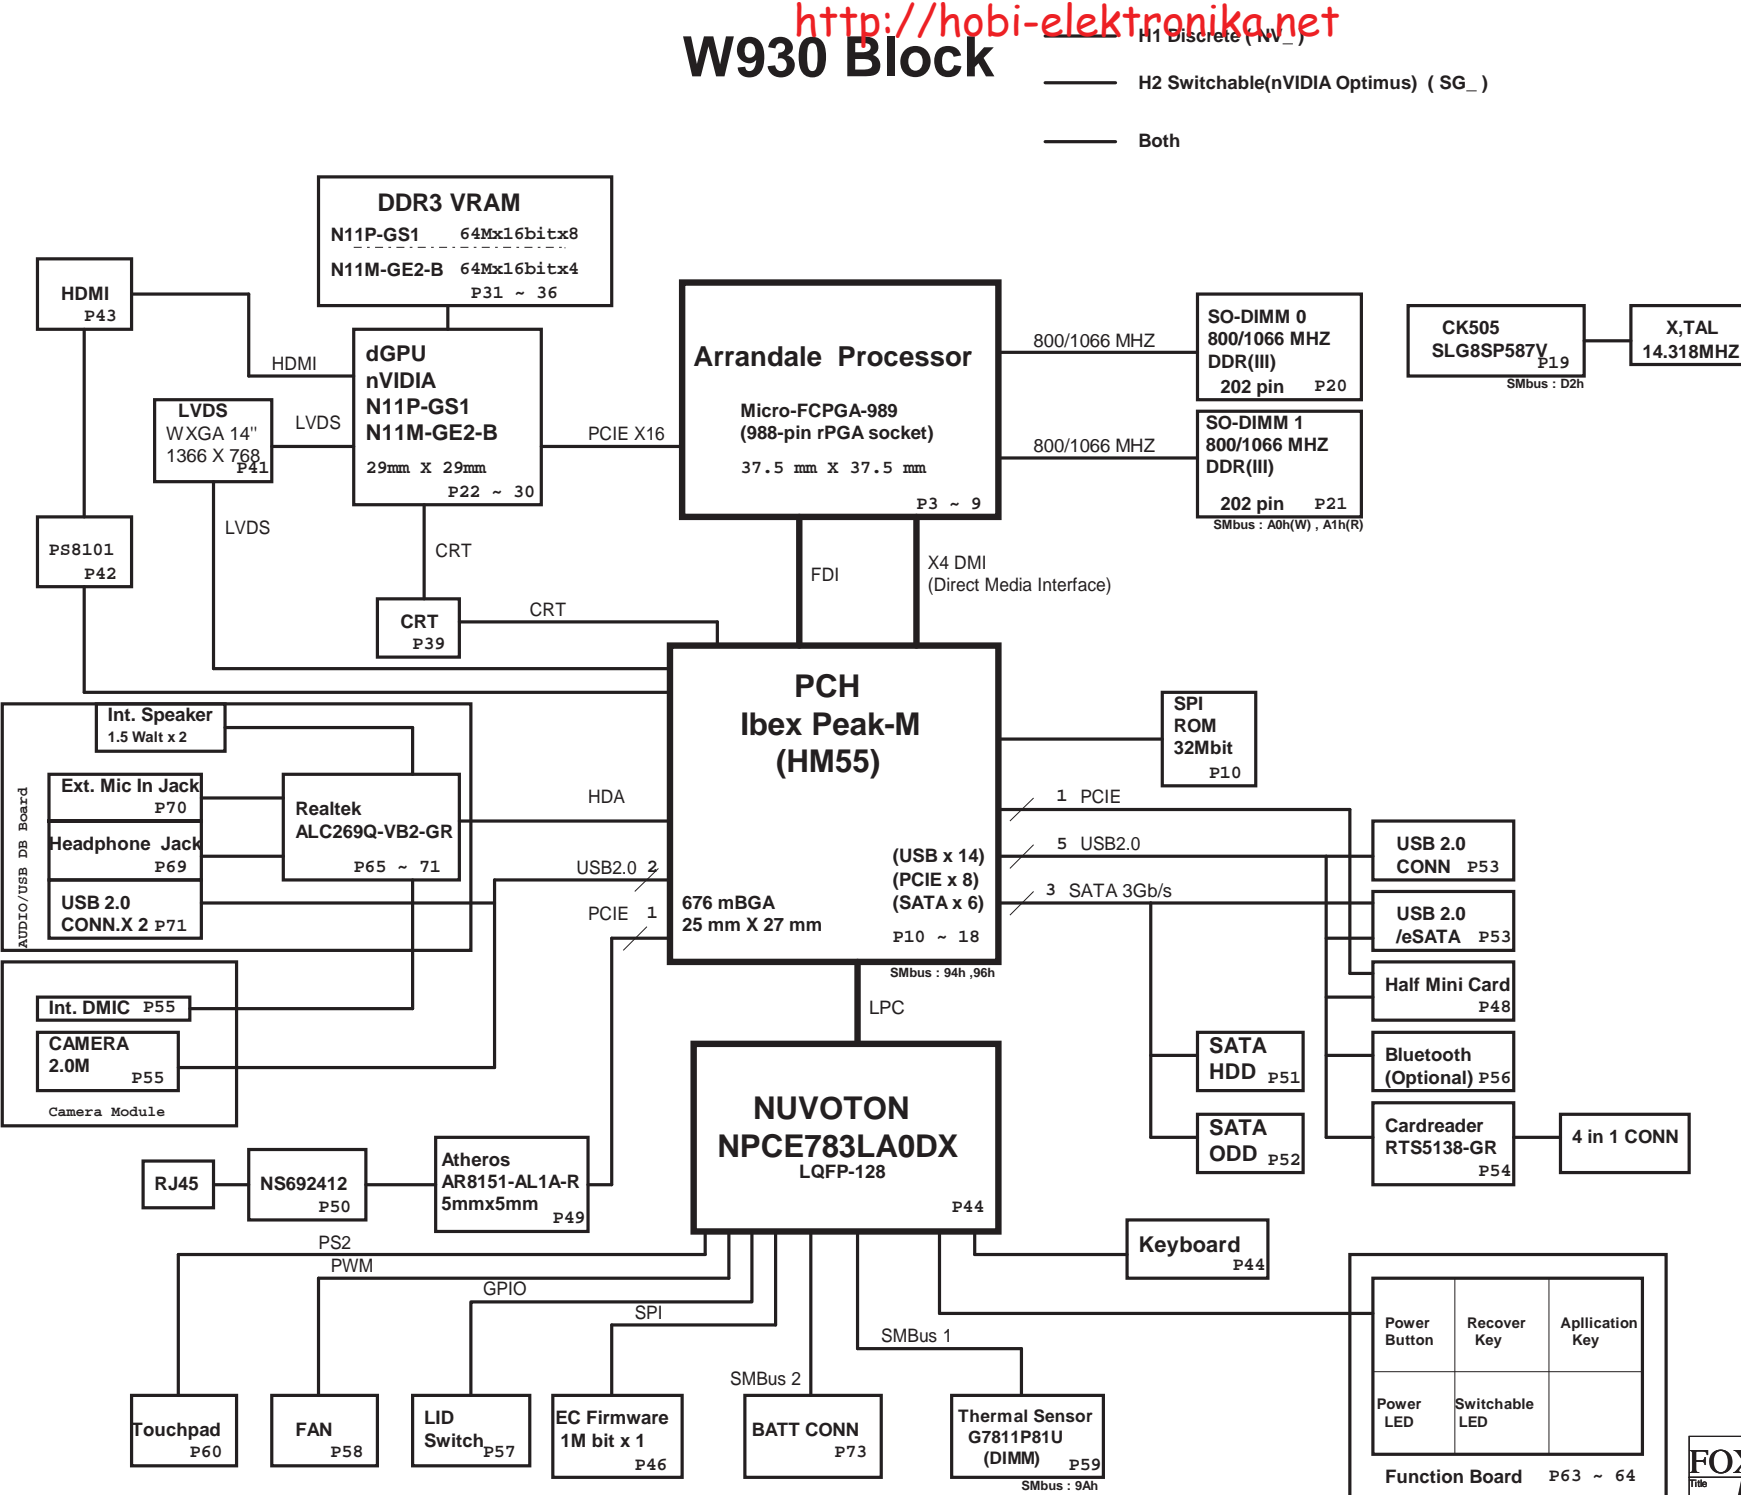 http://hobi-elektronika.net
W930 Block
H1 Discrete ( NV_ )
H2 Switchable(nVIDIA Optimus) ( SG_ )
Both
DDR3 VRAM
N11P-GS1 64Mx16bitx8
N11M-GE2-B 64Mx16bitx4
P31 ~ 36
HDMI
P43
HDMI
dGPU
nVIDIA
N11P-GS1
N11M-GE2-B
29mm X 29mm
P22 ~ 30
LVDS
WXGA 14"
1366 X 768
P41
LVDS
LVDS
PCIE X16
Arrandale Processor
Micro-FCPGA-989
(988-pin rPGA socket)
37.5 mm X 37.5 mm
P3 ~ 9
800/1066 MHZ
800/1066 MHZ
SO-DIMM 0
800/1066 MHZ
DDR(III)
202 pin P20
SO-DIMM 1
800/1066 MHZ
DDR(III)
202 pin P21
SMbus : A0h(W) , A1h(R)
CK505
SLG8SP587V
P19
SMbus : D2h
X,TAL
14.318MHZ
PS8101
P42
CRT
CRT
P39
CRT
FDI
X4 DMI
(Direct Media Interface)
PCH
Ibex Peak-M
(HM55)
(USB x 14)
(PCIE x 8)
(SATA x 6)
676 mBGA
25 mm X 27 mm
P10 ~ 18
SMbus : 94h ,96h
SPI
ROM
32Mbit
P10
Int. Speaker
1.5 Walt x 2
AUDIO/USB DB Board
Ext. Mic In Jack
P70
Headphone Jack
P69
USB 2.0
CONN.X 2 P71
Realtek
ALC269Q-VB2-GR
P65 ~ 71
HDA
USB2.0 2
PCIE 1
1 PCIE
5 USB2.0
3 SATA 3Gb/s
USB 2.0
CONN P53
USB 2.0
/eSATA P53
Half Mini Card
P48
Bluetooth
(Optional) P56
Cardreader
RTS5138-GR
P54
4 in 1 CONN
SATA
HDD P51
SATA
ODD P52
Int. DMIC P55
CAMERA
2.0M
P55
Camera Module
LPC
NUVOTON
NPCE783LA0DX
LQFP-128
P44
RJ45
NS692412
P50
Atheros
AR8151-AL1A-R
5mmx5mm
P49
Keyboard
P44
PS2
PWM
GPIO
SPI
SMBus 2
SMBus 1
Touchpad
P60
FAN
P58
LID
Switch P57
EC Firmware
1M bit x 1
P46
BATT CONN
P73
Thermal Sensor
G7811P81U
(DIMM) P59
SMbus : 9Ah
Power
Button
Recover
Key
Apllication
Key
Power
LED
Switchable
LED
Function Board P63 ~ 64
FOX
Title